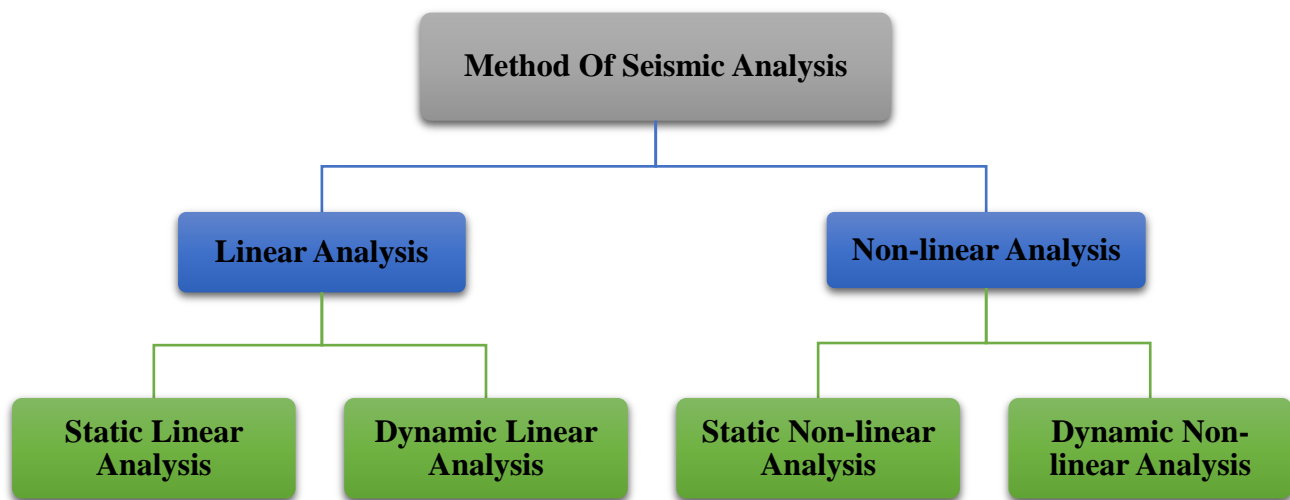 Method Of Seismic Analysis
Linear Analysis
Non-linear Analysis
Static Linear
Analysis
Dynamic Linear
Analysis
Static Non-linear
Analysis
Dynamic Non-
linear Analysis